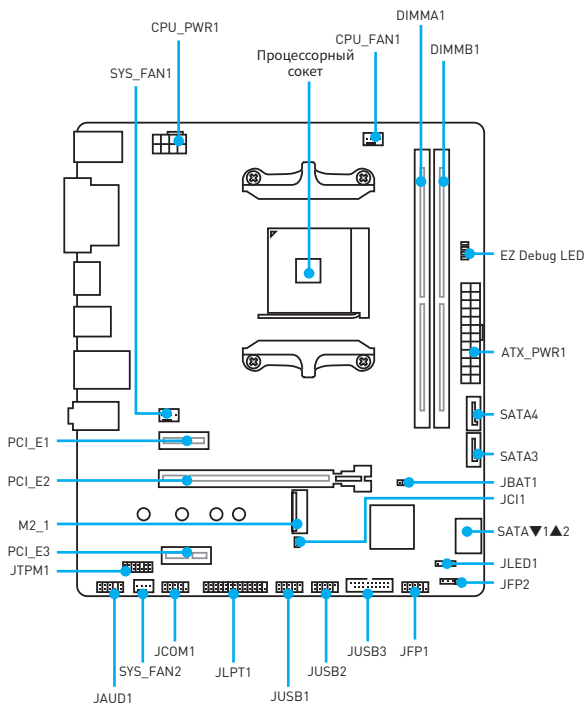 CPU_PWR1
DIMMA1
CPU_FAN1
DIMMB1
Процессорный
сокет
SYS_FAN1
EZ Debug LED
ATX_PWR1
SATA4
PCI_E1
SATA3
PCI_E2
JBAT1
JCI1
M2_1
SATA▼1▲2
PCI_E3
JTPM1
JLED1
JFP2
JCOM1
JLPT1
JUSB2
JUSB3
JFP1
SYS_FAN2
JAUD1
JUSB1